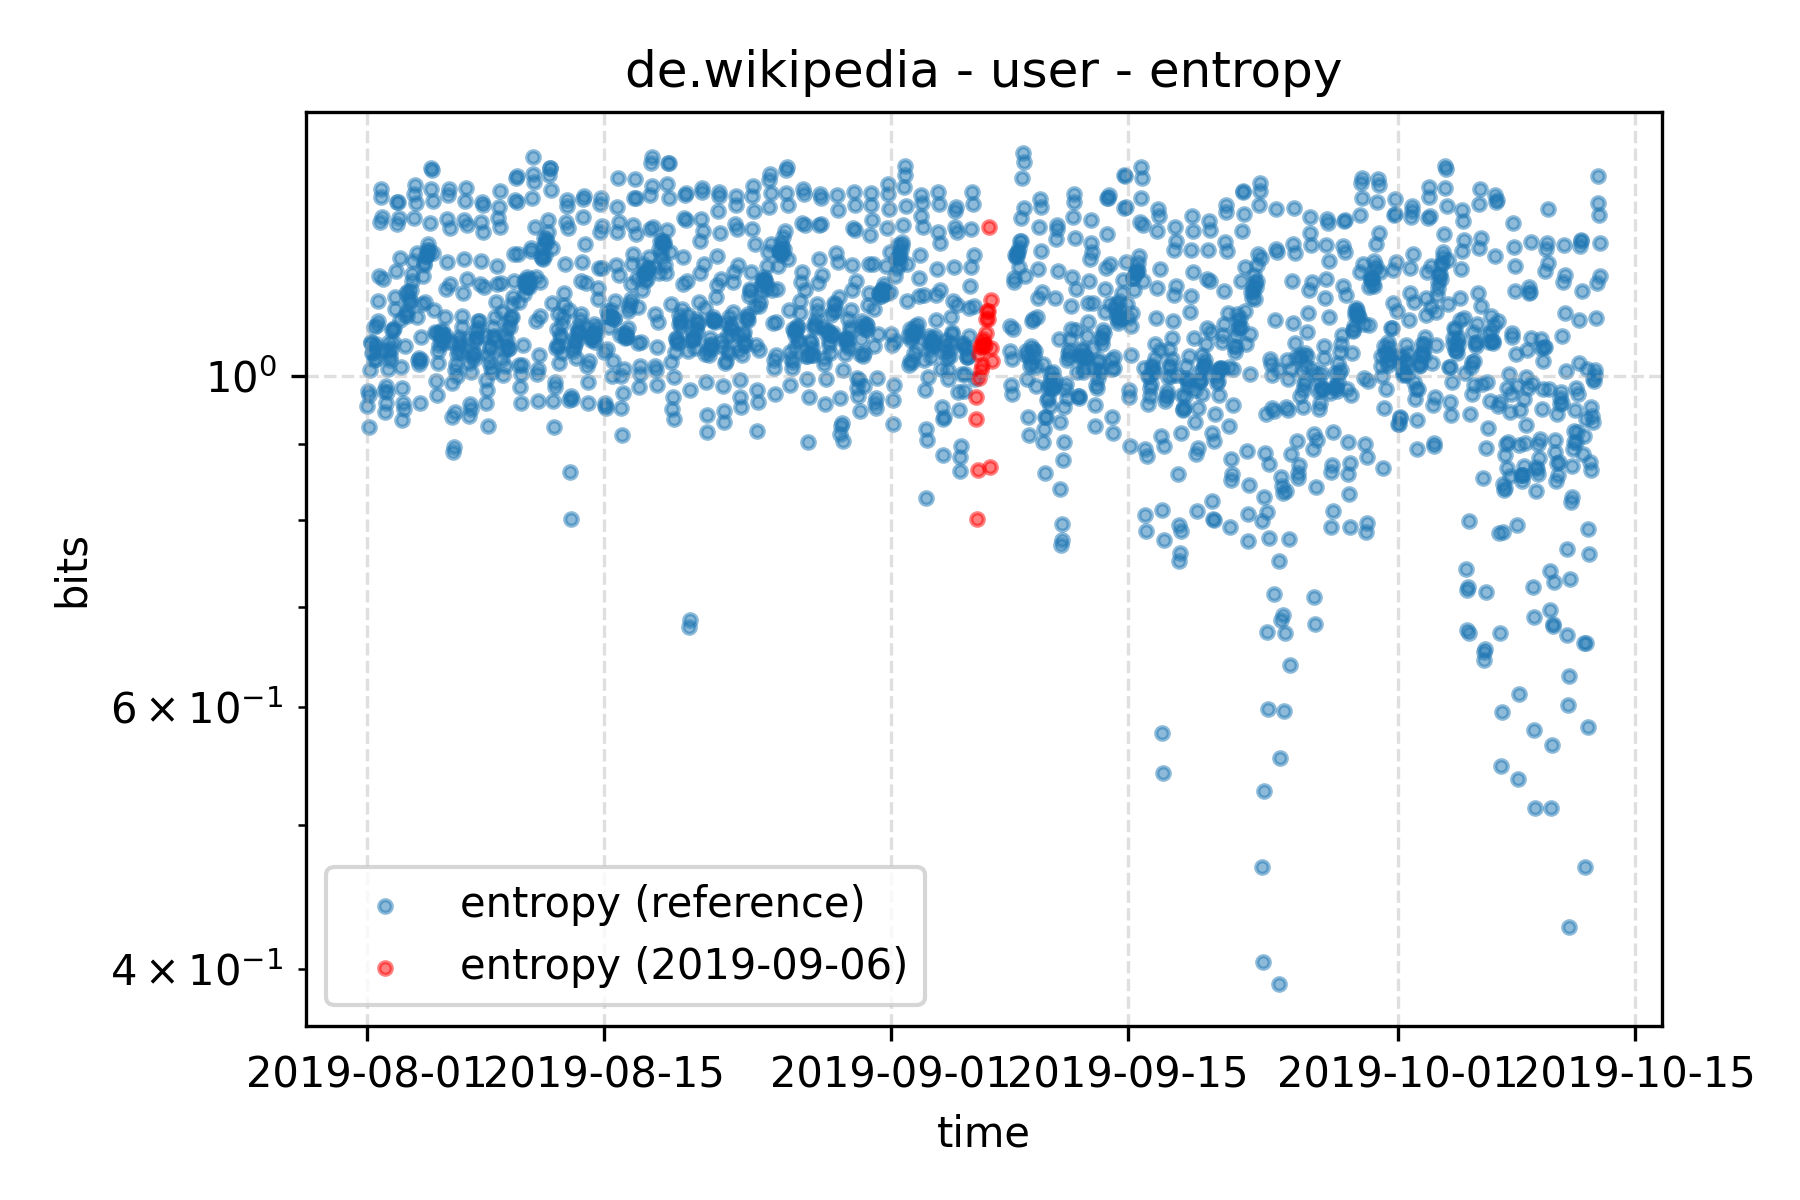 de.wikipedia - user - entropy
bits
10⁰
6 × 10⁻¹
4 × 10⁻¹
entropy (reference)
entropy (2019-09-06)
2019-08-01 2019-08-15 2019-09-01 2019-09-15 2019-10-01 2019-10-15
time